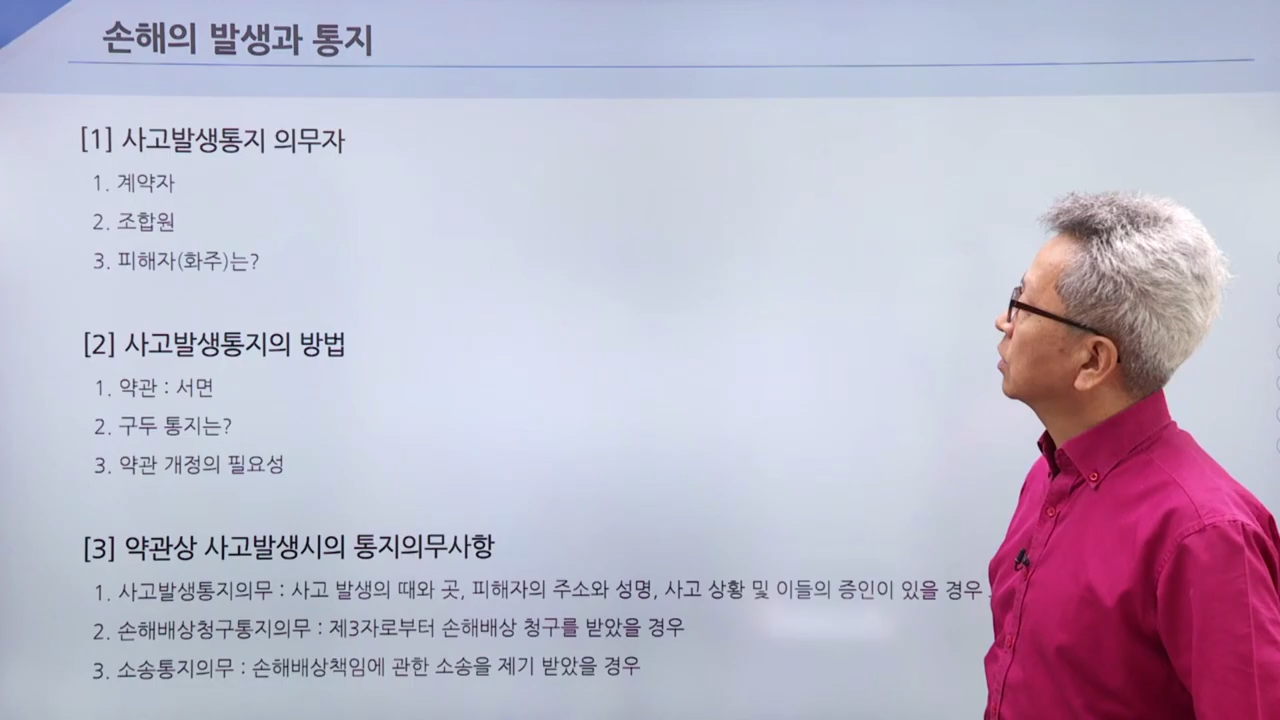 손해의 발생과 통지
[1] 사고발생통지 의무자
1. 계약자
2. 조합원
3. 피해자(화주)는?
[2] 사고발생통지의 방법
1. 약관 : 서면
2. 구두 통지는?
3. 약관 개정의 필요성
[3] 약관상 사고발생시의 통지의무사항
1. 사고발생통지의무 : 사고 발생의 때와 곳, 피해자의 주소와 성명, 사고 상황 및 이들의 증인이 있을 경우
2. 손해배상청구통지의무 : 제3자로부터 손해배상 청구를 받았을 경우
3. 소송통지의무 : 손해배상책임에 관한 소송을 제기 받았을 경우